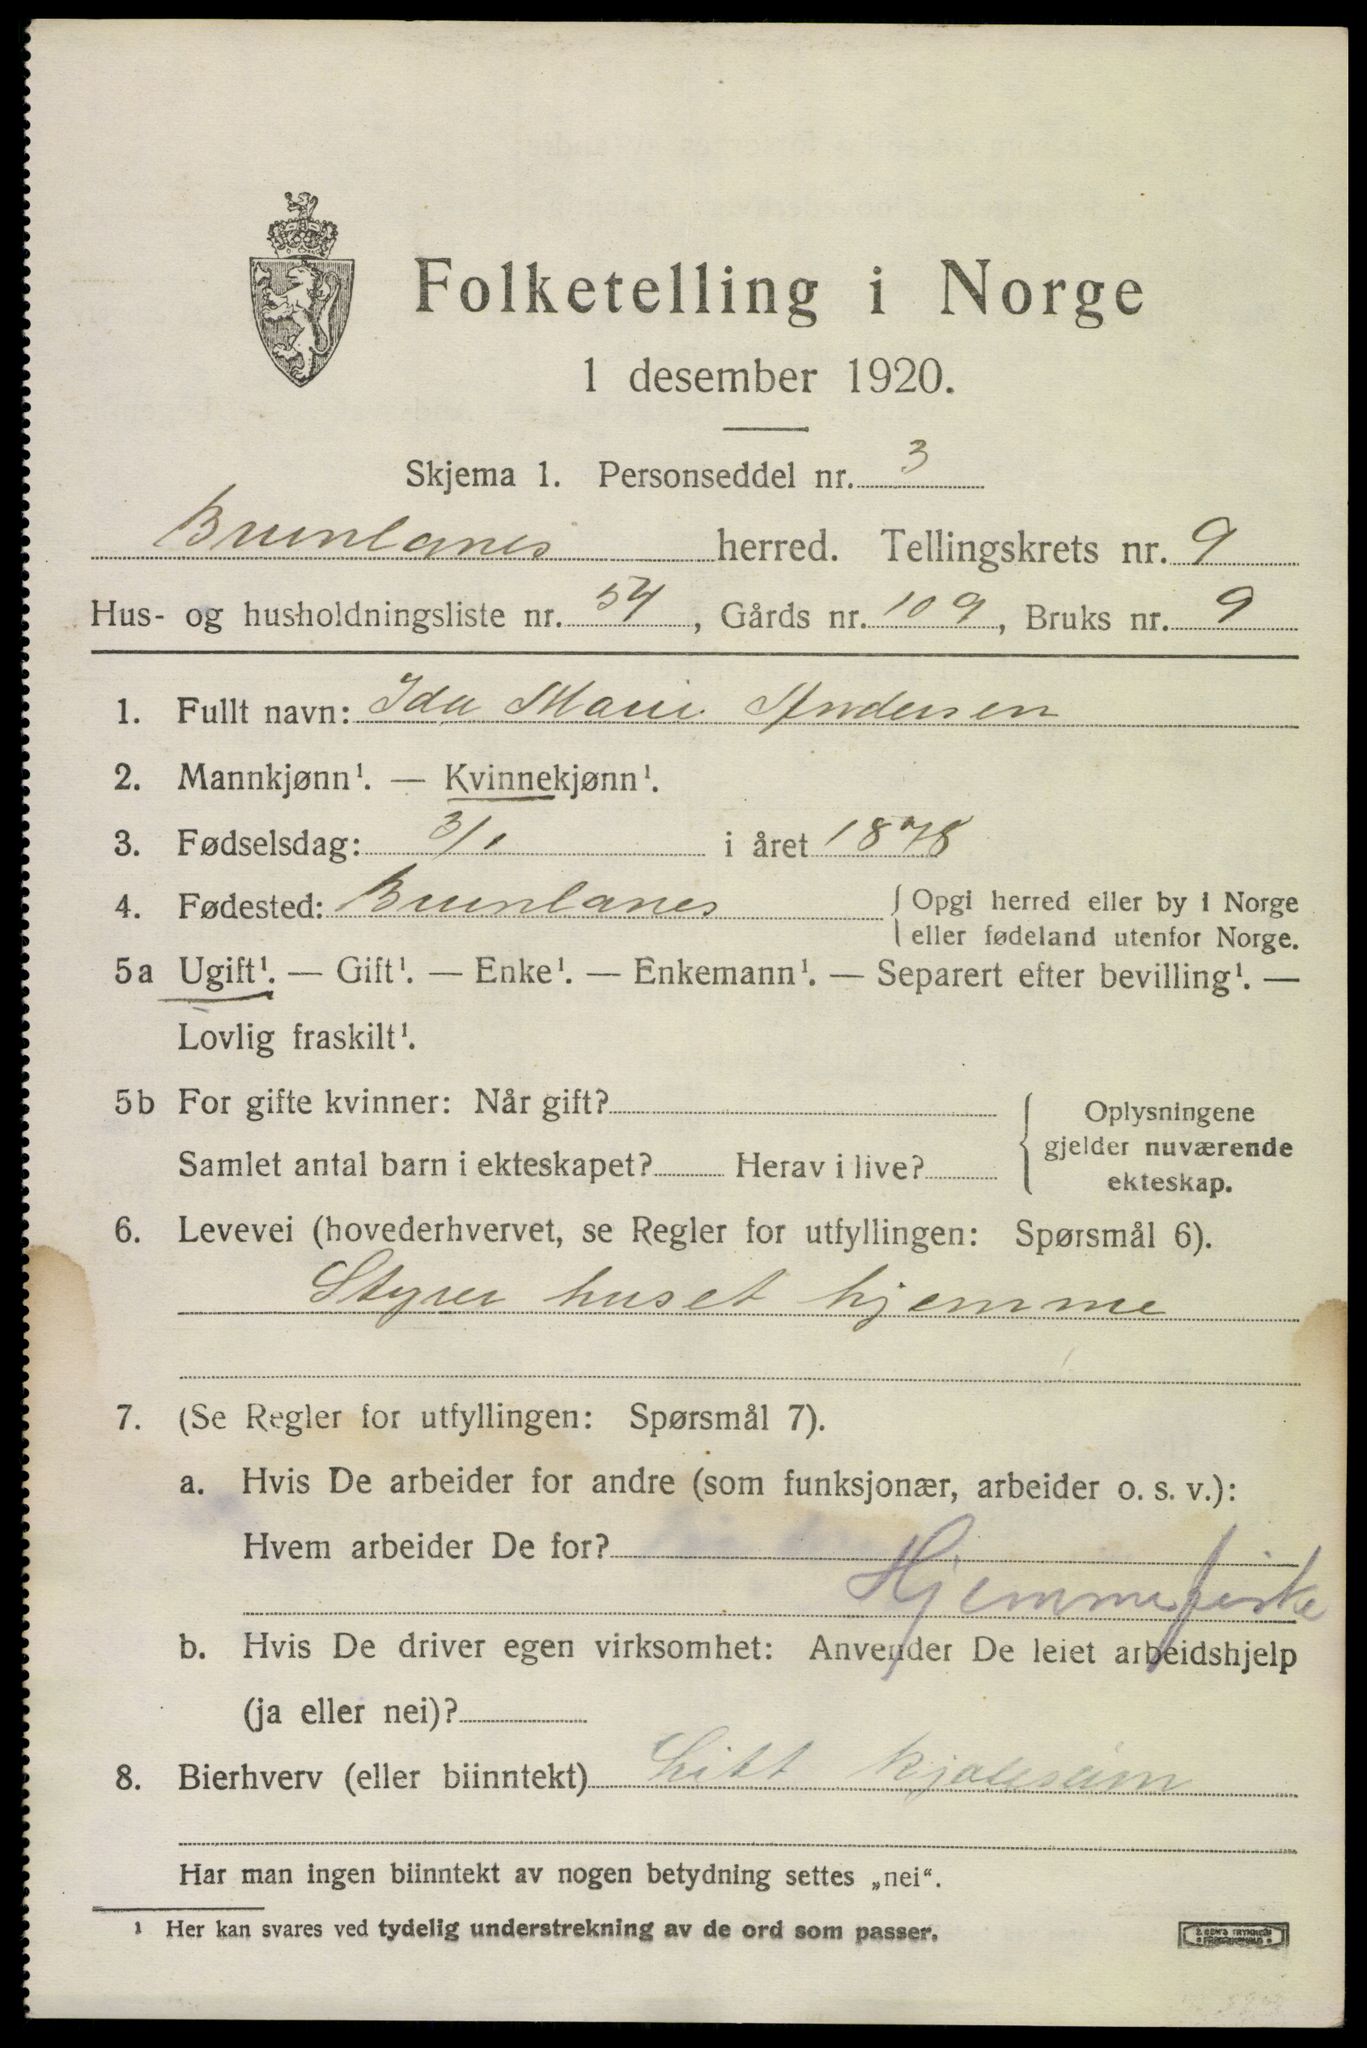 Folketelling i Norge
1 desember 1920.
Skjema 1. Personseddel nr. 3
Brunlanes herred. Tellingskrets nr. 9
Hus- og husholdningsliste nr. 54, Gårds nr. 109, Bruks nr. 9
1. Fullt navn: Ida Marie Andersen
2. Mannkjønn¹. — Kvinnekjønn¹.
3. Fødselsdag: 3/1 i året 1878
4. Fødested: Brunlanes { Opgi herred eller by i Norge
eller fødeland utenfor Norge.
5a Ugift¹. — Gift¹. — Enke¹. — Enkemann¹. — Separert efter bevilling¹. —
Lovlig fraskilt¹.
5b For gifte kvinner: Når gift?
Samlet antal barn i ekteskapet? Herav i live?
{ Oplysningene
gjelder nuværende
ekteskap.
6. Levevei (hovederhvervet, se Regler for utfyllingen: Spørsmål 6).
Styrer huset hjemme
7. (Se Regler for utfyllingen: Spørsmål 7).
a. Hvis De arbeider for andre (som funksjonær, arbeider o. s. v.):
Hvem arbeider De for?
Hjemmefiske
b. Hvis De driver egen virksomhet: Anvender De leiet arbeidshjelp
(ja eller nei)?
8. Bierhverv (eller biinntekt) Litt kjolesøm
Har man ingen biinntekt av nogen betydning settes „nei“.
¹ Her kan svares ved tydelig understrekning av de ord som passer.